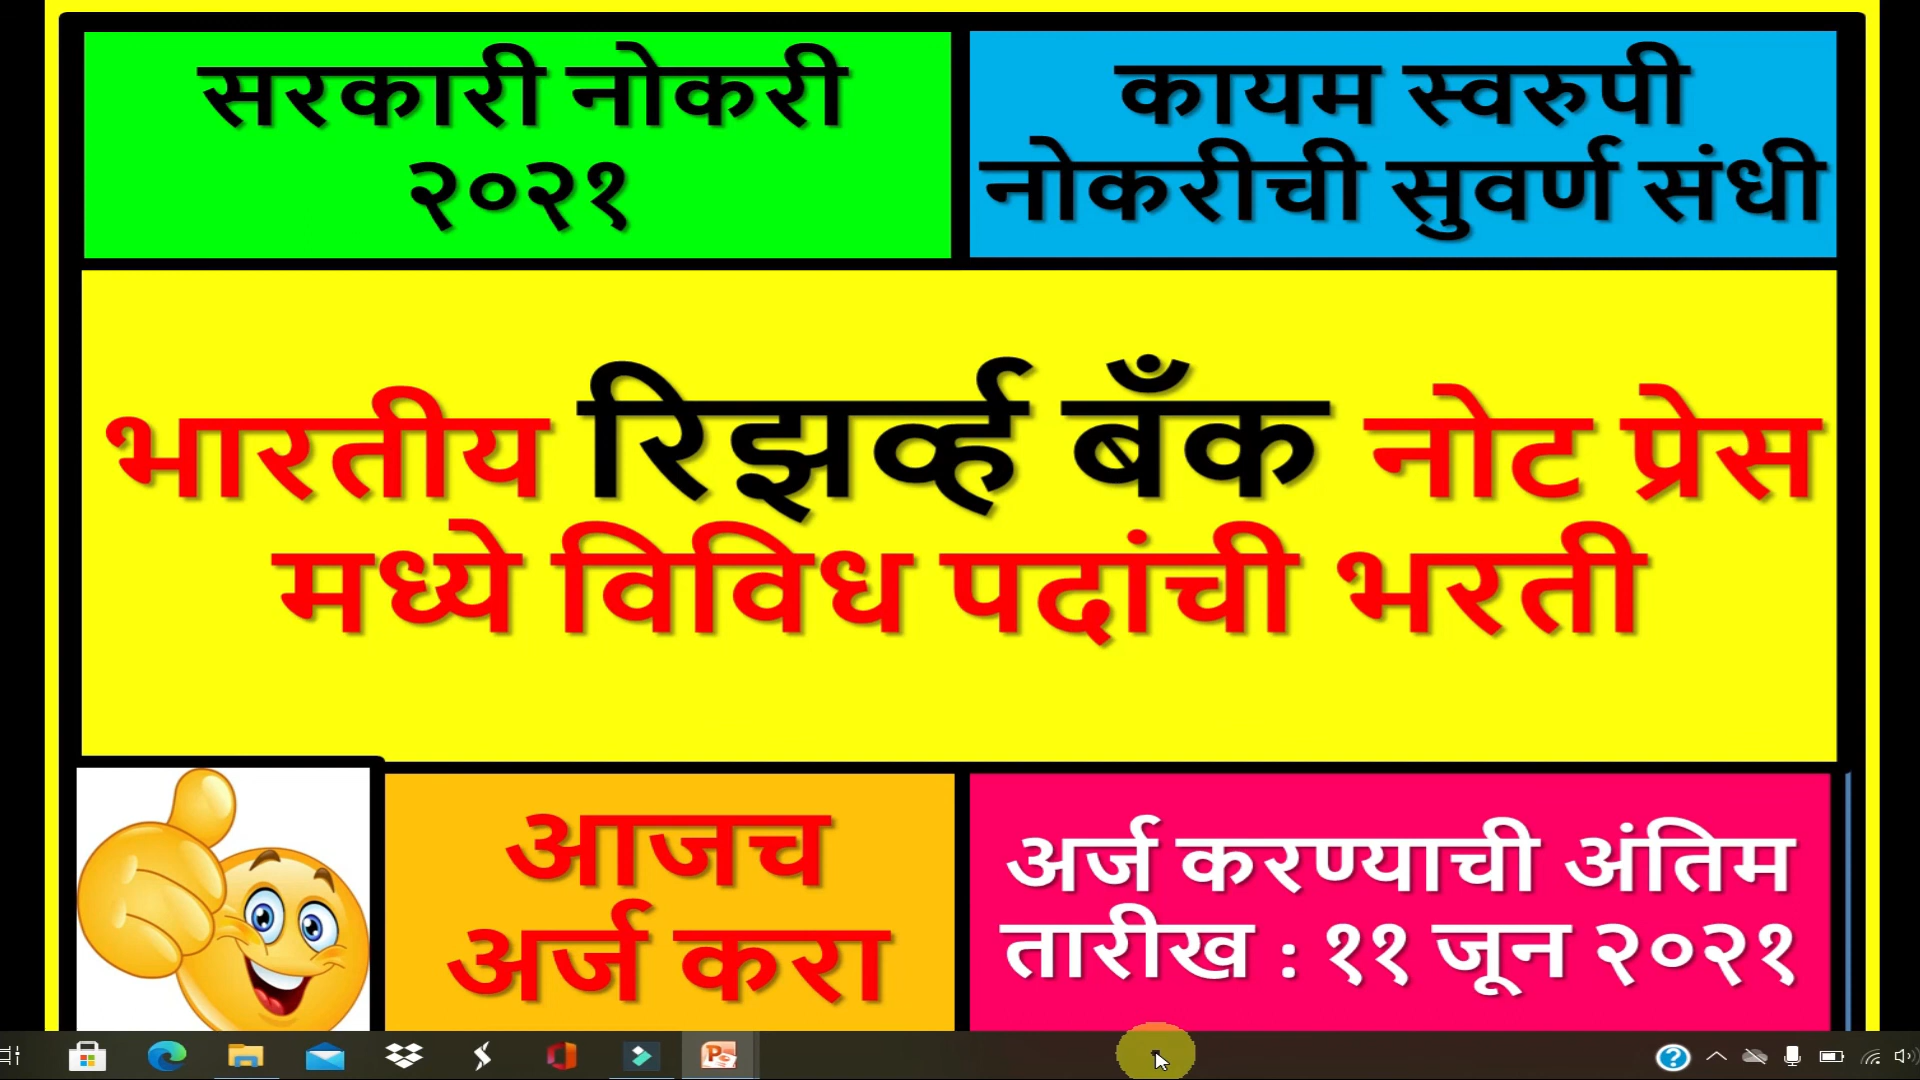 सरकारी नोकरी
२०२१
कायम स्वरुपी
नोकरीची सुवर्ण संधी
भारतीय रिझर्व्ह बँक नोट प्रेस
मध्ये विविध पदांची भरती
आजच
अर्ज करा
अर्ज करण्याची अंतिम
तारीख : ११ जून २०२१